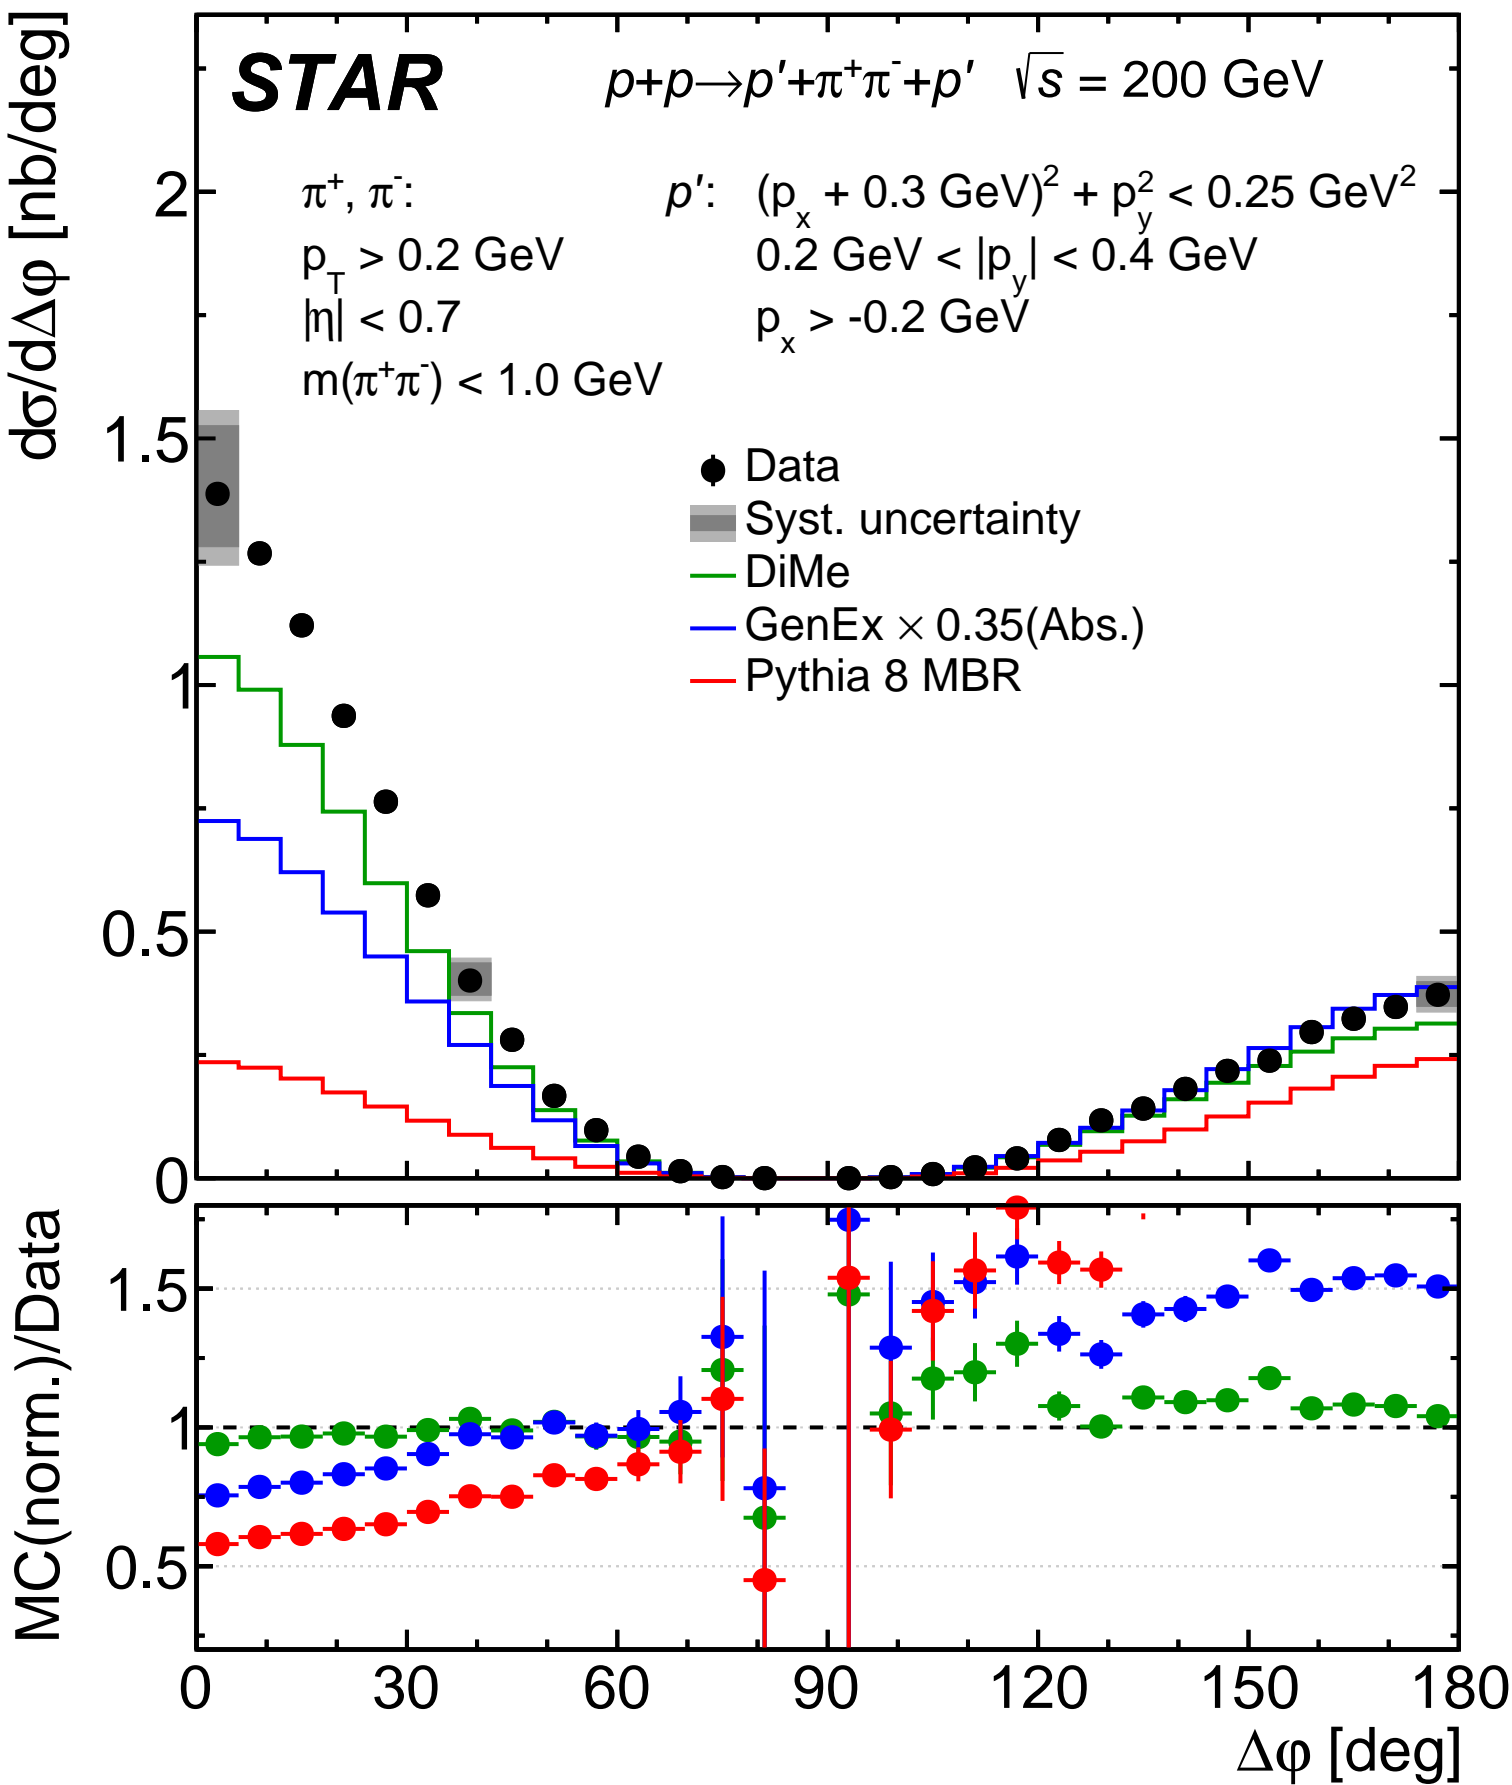 STAR p+p→p′+π⁺π⁻+p′ √s = 200 GeV
π⁺, π⁻: p′: (pₓ + 0.3 GeV)² + p_y² < 0.25 GeV²
p_T > 0.2 GeV 0.2 GeV < |p_y| < 0.4 GeV
|η| < 0.7 pₓ > -0.2 GeV
m(π⁺π⁻) < 1.0 GeV
Data
Syst. uncertainty
DiMe
GenEx × 0.35(Abs.)
Pythia 8 MBR
dσ/dΔφ [nb/deg]
2
1.5
1
0.5
0
MC(norm.)/Data
1.5
1
0.5
0 30 60 90 120 150 180
Δφ [deg]